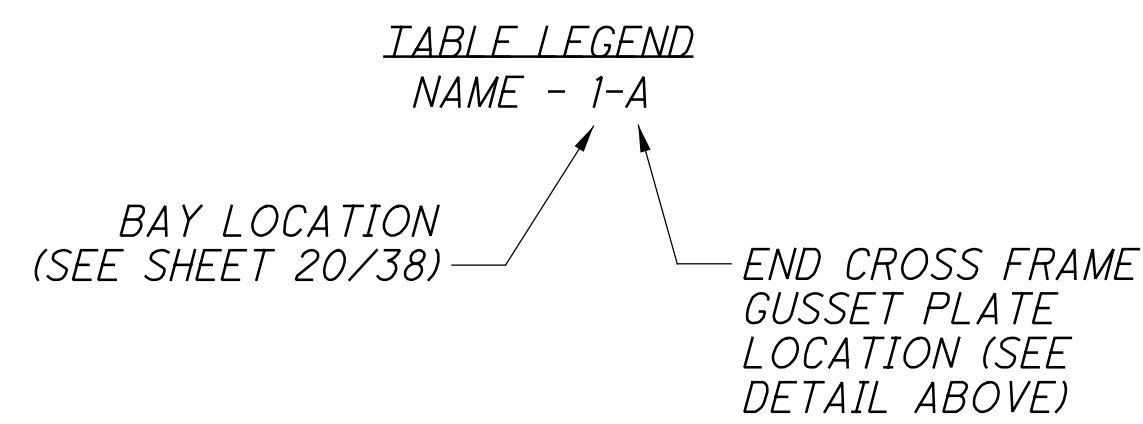 TABLE LEGEND
NAME - 1-A
BAY LOCATION
(SEE SHEET 20/38)
END CROSS FRAME
GUSSET PLATE
LOCATION (SEE
DETAIL ABOVE)